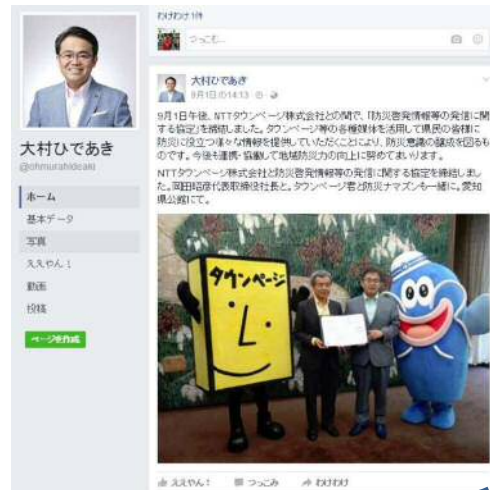 わけわけ 1件
つっこむ...
大村ひであき
9月1日の14:13
9月1日午後、NTTタウンページ株式会社との間で、「防災啓発情報等の発信に関
する協定」を締結しました。タウンページ等の各種媒体を活用して県民の皆様に
防災に役立つ様々な情報を提供していただくことにより、防災意識の醸成を図るも
のです。今後も連携・協働して地域防災力の向上に努めてまいります。
NTTタウンページ株式会社と防災啓発情報等の発信に関する協定を締結しまし
た。岡田昭彦代表取締役社長と。タウンページ君と防災ナマズンも一緒に。愛知
県公館にて。
大村ひであき
@ohmurahideaki
ホーム
基本データ
写真
ええやん！
動画
投稿
ページを作成
タウンページ
ええやん！ つっこみ わけわけ